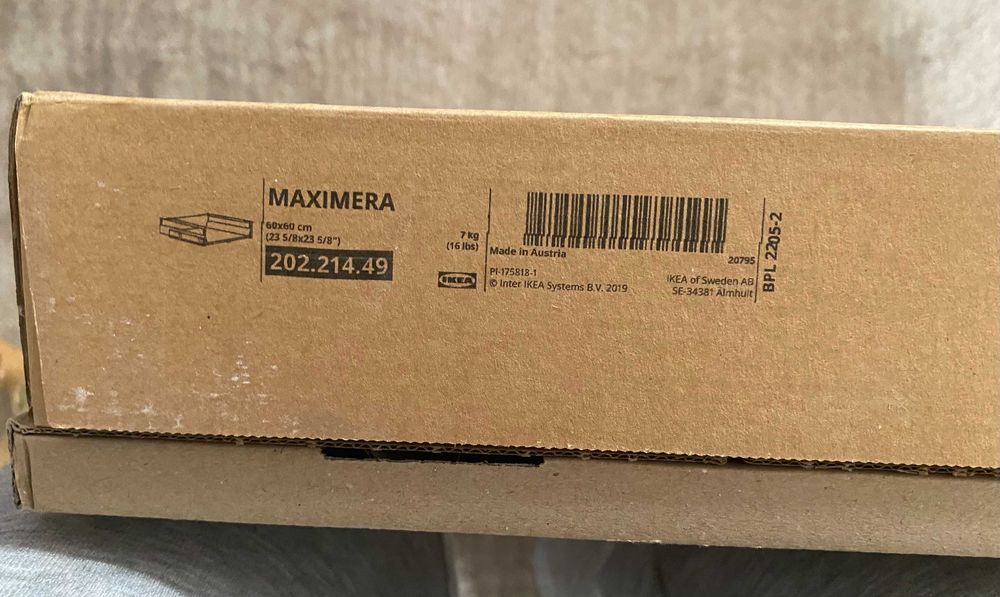 MAXIMERA
60x60 cm
(23 5/8x23 5/8")
202.214.49
7 kg
(16 lbs)
IKEA
Made in Austria
20795
PI-175818-1
© Inter IKEA Systems B.V. 2019
IKEA of Sweden AB
SE-34381 Älmhult
BPL 2205-2